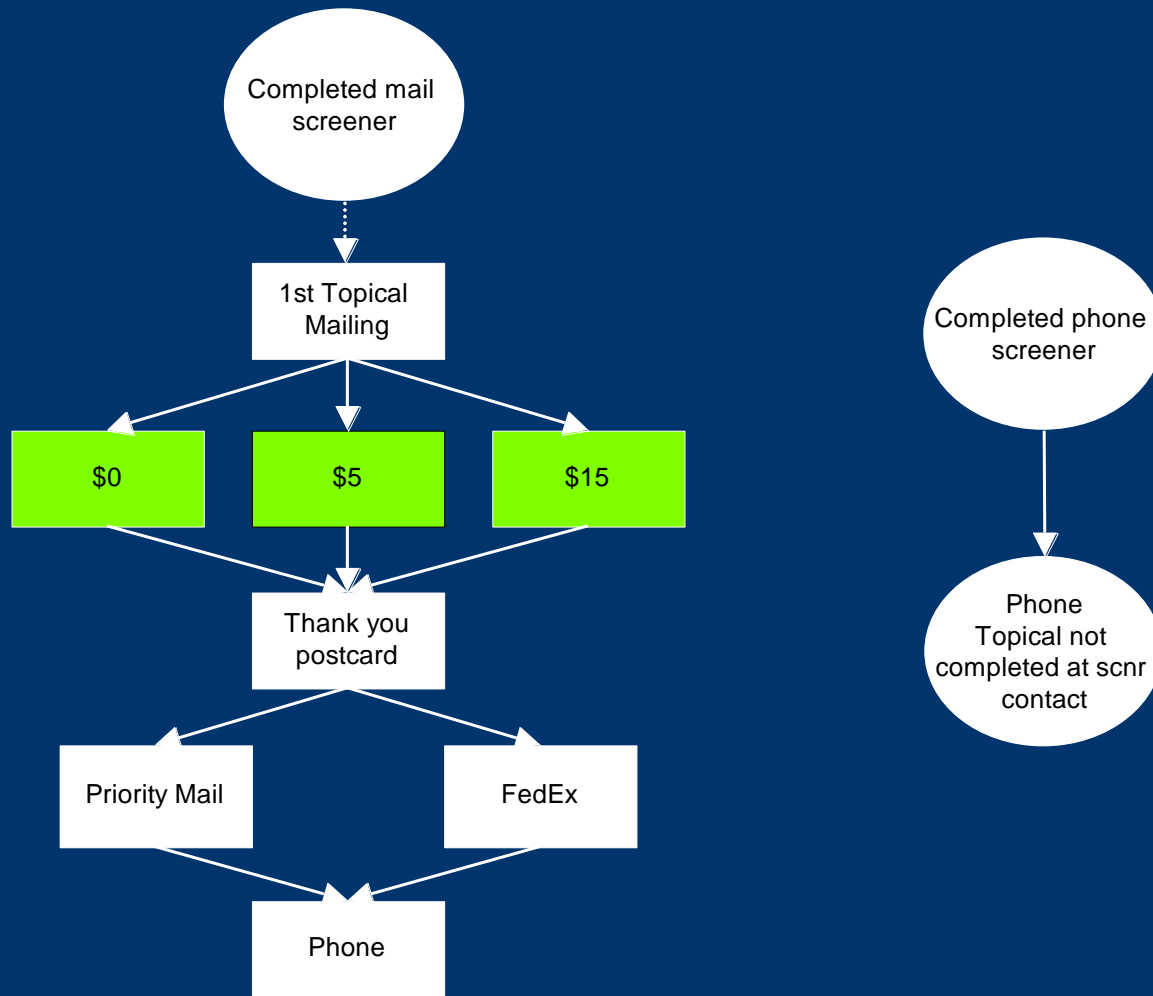 Completed mail
screener
1st Topical
Mailing
$0
$5
$15
Thank you
postcard
Priority Mail
FedEx
Phone
Completed phone
screener
Phone
Topical not
completed at scnr
contact